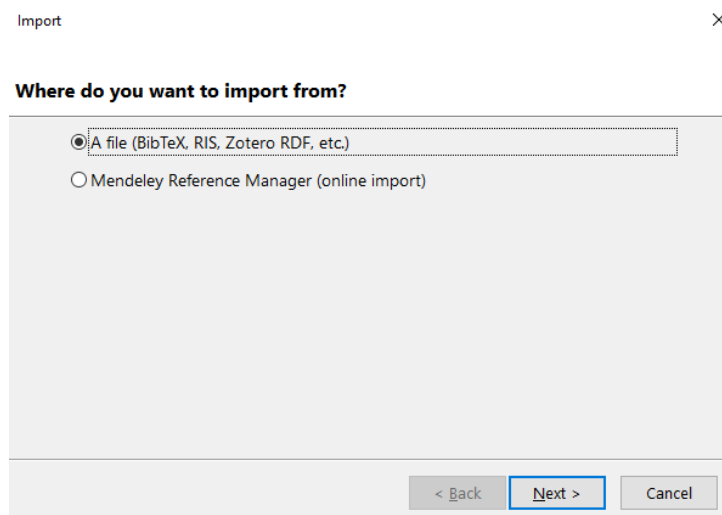 Import
Where do you want to import from?
A file (BibTeX, RIS, Zotero RDF, etc.)
Mendeley Reference Manager (online import)
< Back Next > Cancel